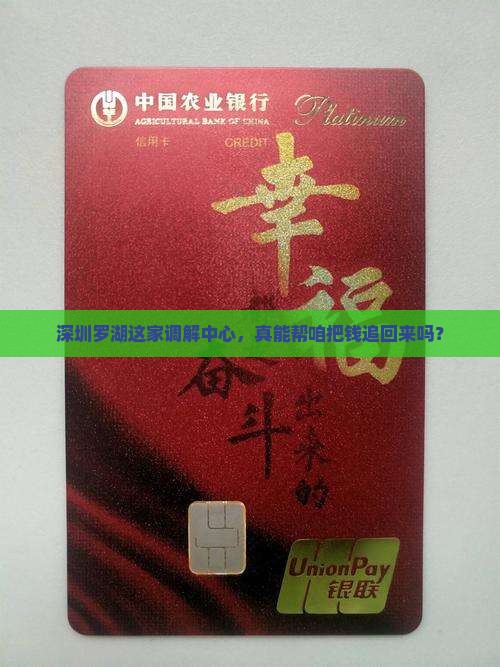 中国农业银行
AGRICULTURAL BANK OF CHINA
Platinum
信用卡
CREDIT
幸福
深圳罗湖这家调解中心，真能帮咱把钱追回来吗?
奋斗
出来的
UnionPay
银联